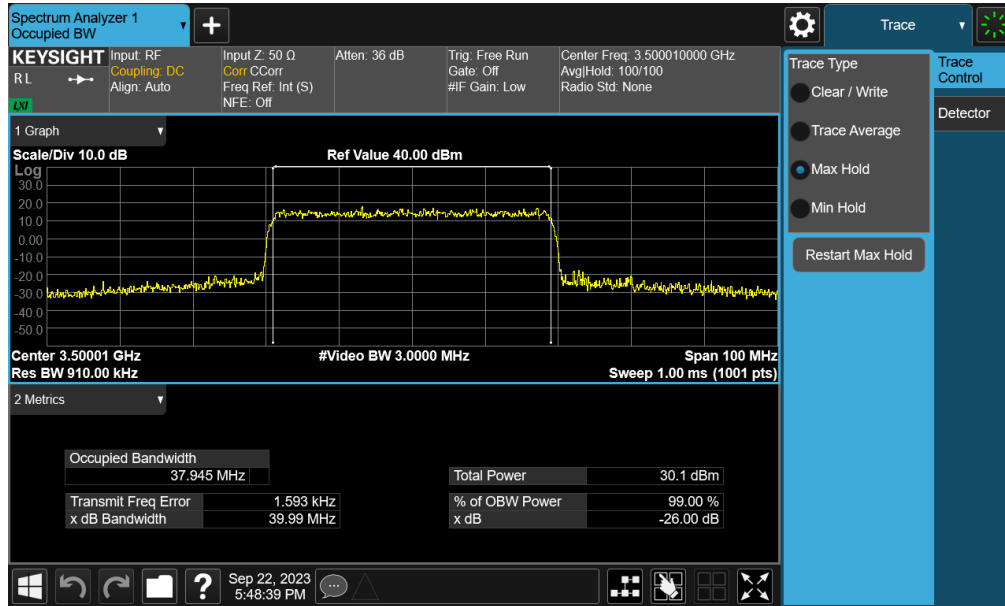 Spectrum Analyzer 1
Occupied BW
+
Trace
KEYSIGHT
R L
LXI
Input: RF
Coupling: DC
Align: Auto
Input Z: 50 Ω
Corr CCorr
Freq Ref: Int (S)
NFE: Off
Atten: 36 dB
Trig: Free Run
Gate: Off
#IF Gain: Low
Center Freq: 3.500010000 GHz
Avg|Hold: 100/100
Radio Std: None
Trace Type
Clear / Write
Trace Average
Max Hold
Min Hold
Restart Max Hold
Trace
Control
Detector
1 Graph
Scale/Div 10.0 dB
Ref Value 40.00 dBm
Log
30.0
20.0
10.0
0.00
-10.0
-20.0
-30.0
-40.0
-50.0
Center 3.50001 GHz
#Video BW 3.0000 MHz
Span 100 MHz
Res BW 910.00 kHz
Sweep 1.00 ms (1001 pts)
2 Metrics
Occupied Bandwidth
37.945 MHz
Total Power 30.1 dBm
Transmit Freq Error 1.593 kHz
% of OBW Power 99.00 %
x dB Bandwidth 39.99 MHz
x dB -26.00 dB
?
Sep 22, 2023
5:48:39 PM